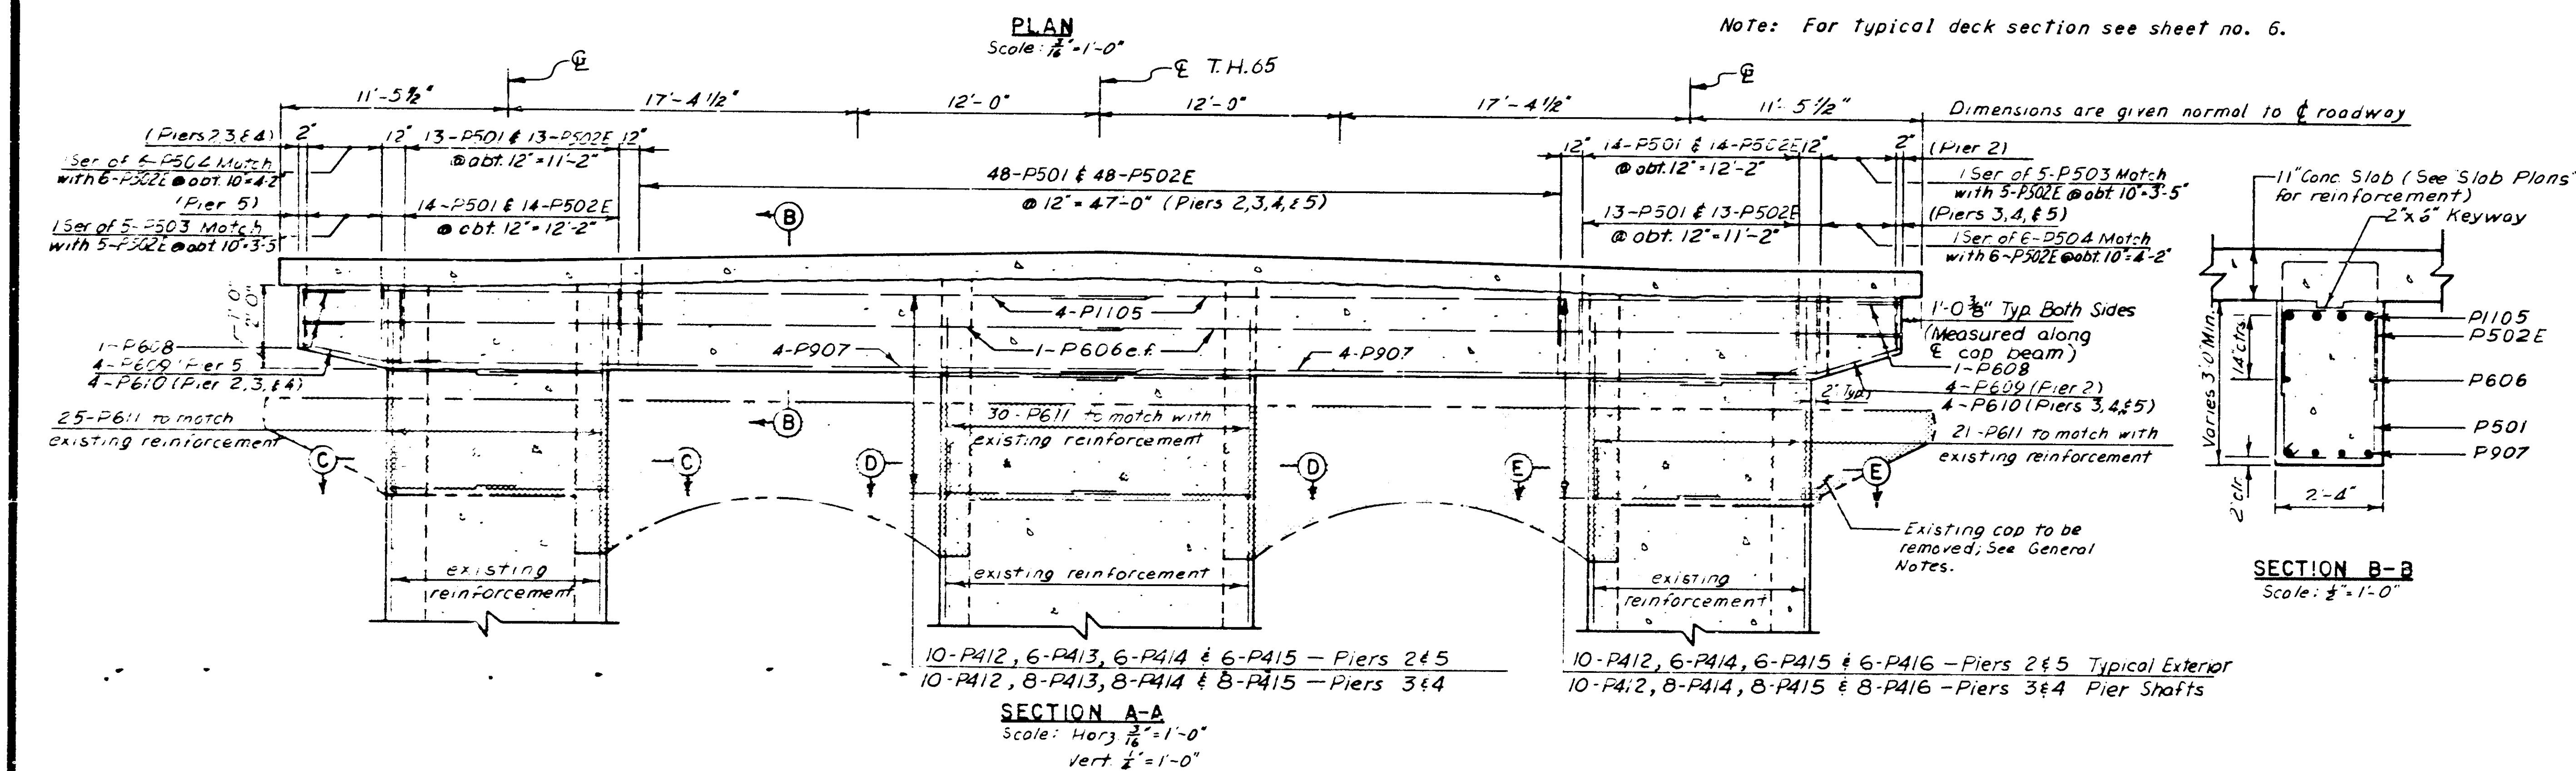 PLAN
Scale: 3/16" = 1'-0"
Note: For typical deck section see sheet no. 6.
℄
℄ T.H.65
℄
11'-5 1/2"
17'-4 1/2"
12'-0"
12'-0"
17'-4 1/2"
11'-5 1/2"
Dimensions are given normal to ℄ roadway
(Piers 2,3,&4)
2"
12"
13-P501 & 13-P502E
12"
@ abt. 12" = 11'-2"
1 Ser of 6-P504 Match
with 6-P502E @ abt. 10" = 4'-2"
(Pier 5)
14-P501 & 14-P502E
@ abt. 12" = 12'-2"
1 Ser of 5-P503 Match
with 5-P502E @ abt 10" = 3'-5"
48-P501 & 48-P502E
@ 12" = 47'-0" (Piers 2,3,4,&5)
12"
14-P501 & 14-P502E
12"
@ abt. 12" = 12'-2"
2"
(Pier 2)
1 Ser of 5-P503 Match
with 5-P502E @ abt 10" = 3'-5"
13-P501 & 13-P502E
@ abt. 12" = 11'-2"
(Piers 3,4,&5)
1 Ser of 6-P504 Match
with 6-P502E @ abt. 10" = 4'-2"
B
11" Conc. Slab (See Slab Plans
for reinforcement)
2"x6" Keyway
1'-0"
2'-0"
4-P1105
1-P606 e.f.
4-P907
4-P907
1-P608
4-P609 (Pier 5
4-P610 (Pier 2,3,&4)
1'-0 3/8" Typ. Both Sides
(Measured along
℄ cap beam)
1-P608
2" Typ.
4-P609 (Pier 2)
4-P610 (Piers 3,4,&5)
25-P611 to match
existing reinforcement
B
30-P611 to match with
existing reinforcement
21-P611 to match with
existing reinforcement
C
C
D
D
E
E
Existing cap to be
removed; See General
Notes.
existing
reinforcement
existing reinforcement
existing
reinforcement
Varies 3'-0" Min.
14" ctrs.
2" clr.
2'-4"
P1105
P502E
P606
P501
P907
SECTION B-B
Scale: 1/2" = 1'-0"
10-P412, 6-P413, 6-P414 & 6-P415 — Piers 2&5
10-P412, 8-P413, 8-P414 & 8-P415 — Piers 3&4
10-P412, 6-P414, 6-P415 & 6-P416 — Piers 2&5 Typical Exterior
10-P412, 8-P414, 8-P415 & 8-P416 — Piers 3&4 Pier Shafts
SECTION A-A
Scale: Horz. 3/16" = 1'-0"
Vert. 1/4" = 1'-0"